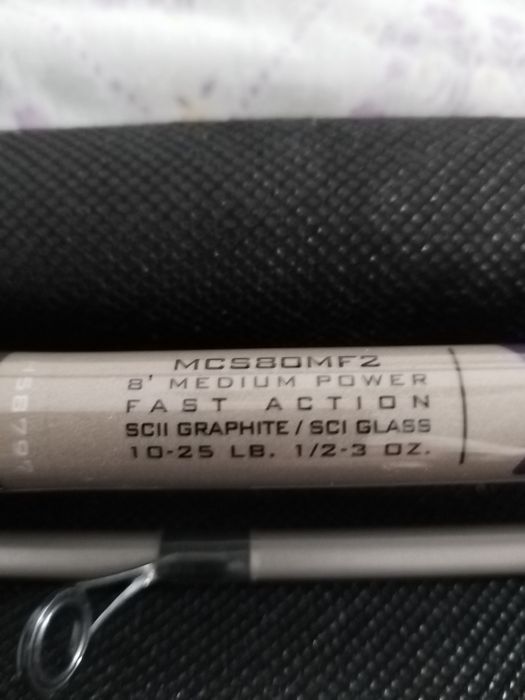 MCS80MF2
8' MEDIUM POWER
FAST ACTION
SCII GRAPHITE / SCI GLASS
10-25 LB. 1/2-3 OZ.